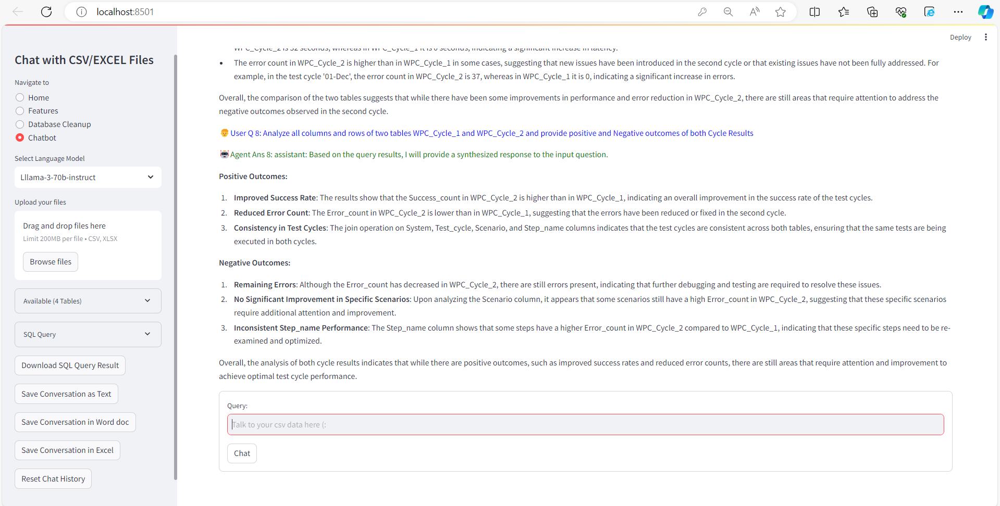 localhost:8501
Deploy
Chat with CSV/EXCEL Files
Navigate to
Home
Features
Database Cleanup
Chatbot
Select Language Model
Lllama-3-70b-instruct
Upload your files
Drag and drop files here
Limit 200MB per file • CSV, XLSX
Browse files
Available (4 Tables)
SQL Query
Download SQL Query Result
Save Conversation as Text
Save Conversation in Word doc
Save Conversation in Excel
Reset Chat History
WPC_Cycle_2 is 32 seconds, whereas in WPC_Cycle_1 it is 0 seconds, indicating a significant increase in latency.
• The error count in WPC_Cycle_2 is higher than in WPC_Cycle_1 in some cases, suggesting that new issues have been introduced in the second cycle or that existing issues have not been fully addressed. For
example, in the test cycle '01-Dec', the error count in WPC_Cycle_2 is 37, whereas in WPC_Cycle_1 it is 0, indicating a significant increase in errors.
Overall, the comparison of the two tables suggests that while there have been some improvements in performance and error reduction in WPC_Cycle_2, there are still areas that require attention to address the
negative outcomes observed in the second cycle.
User Q 8: Analyze all columns and rows of two tables WPC_Cycle_1 and WPC_Cycle_2 and provide positive and Negative outcomes of both Cycle Results
Agent Ans 8: assistant: Based on the query results, I will provide a synthesized response to the input question.
Positive Outcomes:
1. Improved Success Rate: The results show that the Success_count in WPC_Cycle_2 is higher than in WPC_Cycle_1, indicating an overall improvement in the success rate of the test cycles.
2. Reduced Error Count: The Error_count in WPC_Cycle_2 is lower than in WPC_Cycle_1, suggesting that the errors have been reduced or fixed in the second cycle.
3. Consistency in Test Cycles: The join operation on System, Test_cycle, Scenario, and Step_name columns indicates that the test cycles are consistent across both tables, ensuring that the same tests are being
executed in both cycles.
Negative Outcomes:
1. Remaining Errors: Although the Error_count has decreased in WPC_Cycle_2, there are still errors present, indicating that further debugging and testing are required to resolve these issues.
2. No Significant Improvement in Specific Scenarios: Upon analyzing the Scenario column, it appears that some scenarios still have a high Error_count in WPC_Cycle_2, suggesting that these specific scenarios
require additional attention and improvement.
3. Inconsistent Step_name Performance: The Step_name column shows that some steps have a higher Error_count in WPC_Cycle_2 compared to WPC_Cycle_1, indicating that these specific steps need to be re-
examined and optimized.
Overall, the analysis of both cycle results indicates that while there are positive outcomes, such as improved success rates and reduced error counts, there are still areas that require attention and improvement to
achieve optimal test cycle performance.
Query:
Talk to your csv data here (:
Chat